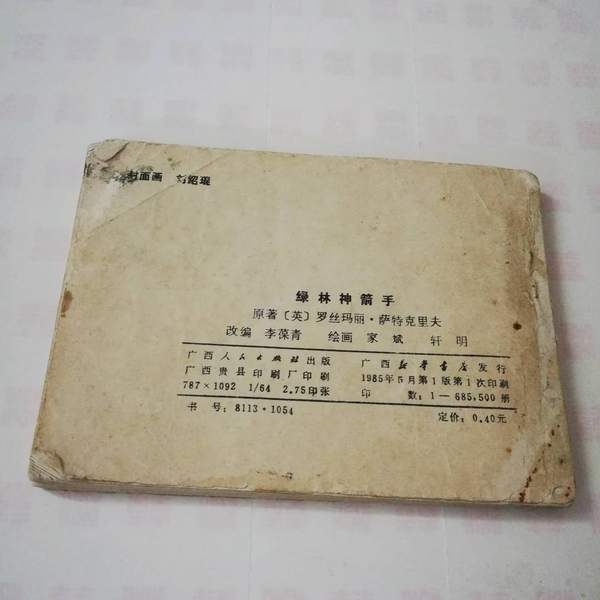 封面画 绍琨
绿林神箭手
原著〔英〕罗丝玛丽·萨特克里夫
改编 李葆青 绘画 家斌 轩明
广西人民出版社出版 广西新华书店发行
广西贵县印刷厂印刷 1985年5月第1版第1次印刷
787×1092 1/64 2.75印张 印数:1—685,500册
书号:8113·1054 定价:0.40元